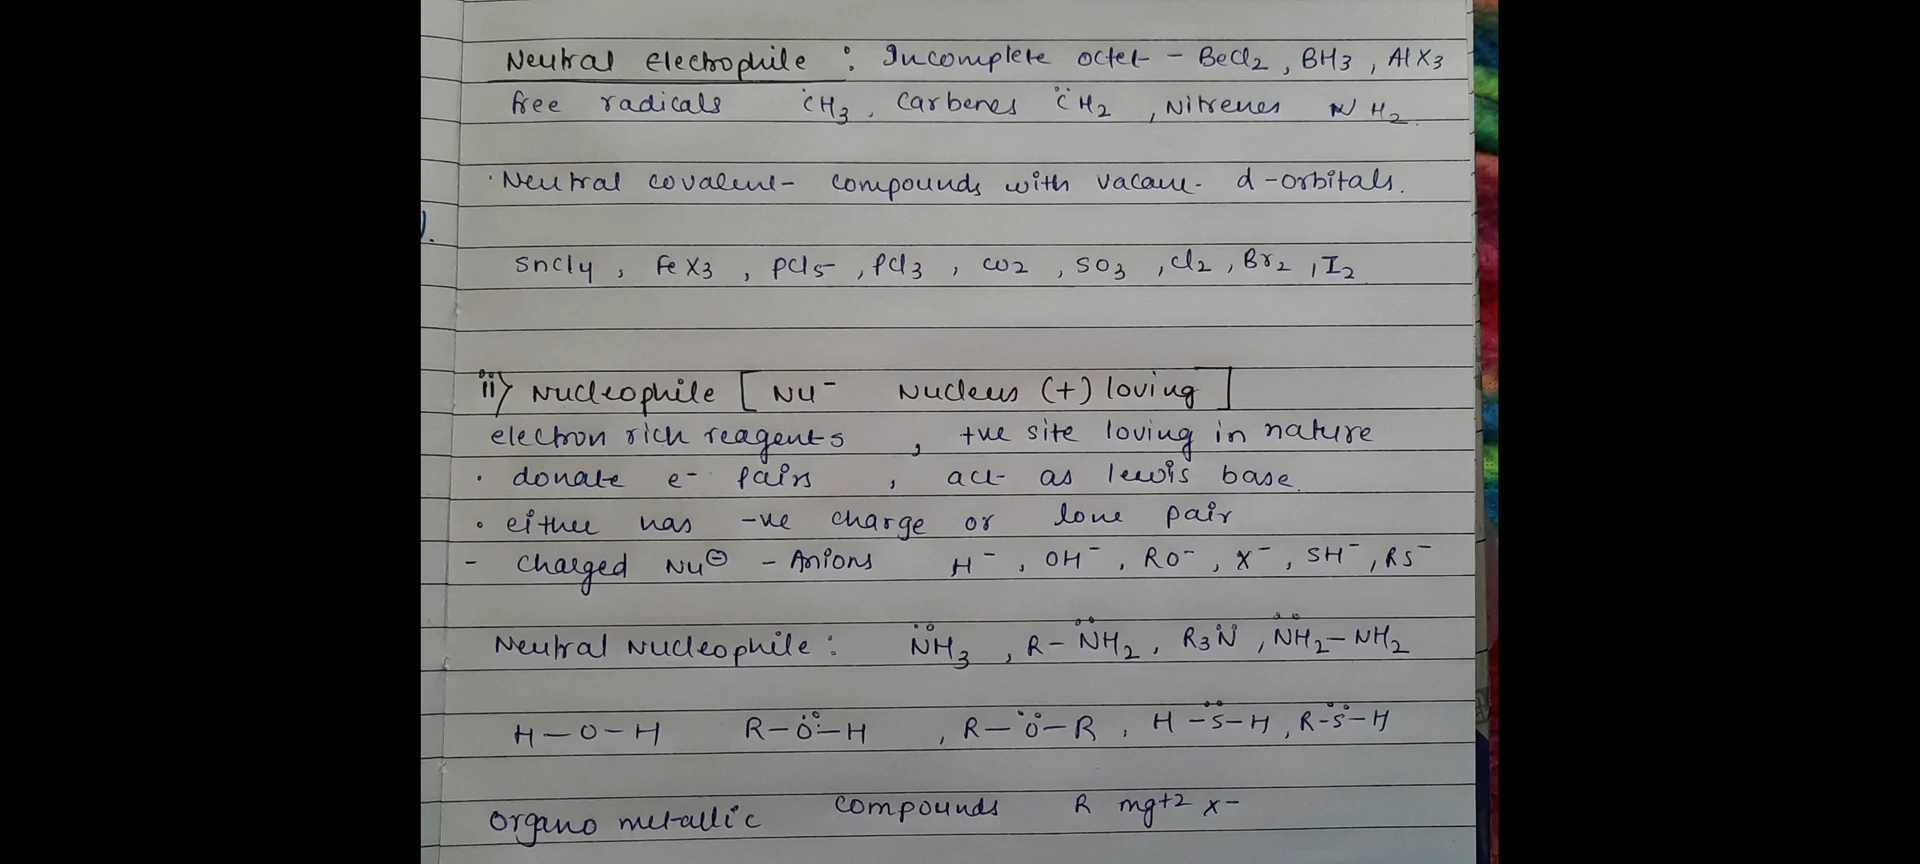 Neutral electrophile : Incomplete octet - BeCl2 , BH3 , AlX3
free radicals ĊH3 , Carbenes C̈H2 , Nitrenes NH2.
· Neutral covalent compounds with vacant d-orbitals.
SnCl4 , FeX3 , PCl5 , PCl3 , CO2 , SO3 , Cl2 , Br2 , I2
ii) Nucleophile [ Nu⁻ Nucleus (+) loving ]
electron rich reagents , +ve site loving in nature
· donate e- pairs , act as lewis base.
· either has -ve charge or lone pair
- Charged Nu⊖ - Anions H⁻ , OH⁻ , RO⁻ , X⁻ , SH⁻ , RS⁻
Neutral Nucleophile : N̈H3 , R-N̈H2 , R3N̈ , N̈H2-NH2
H-O-H R-Ö-H , R-Ö-R , H-S̈-H , R-S̈-H
Organo metallic compounds R mg+2 x-